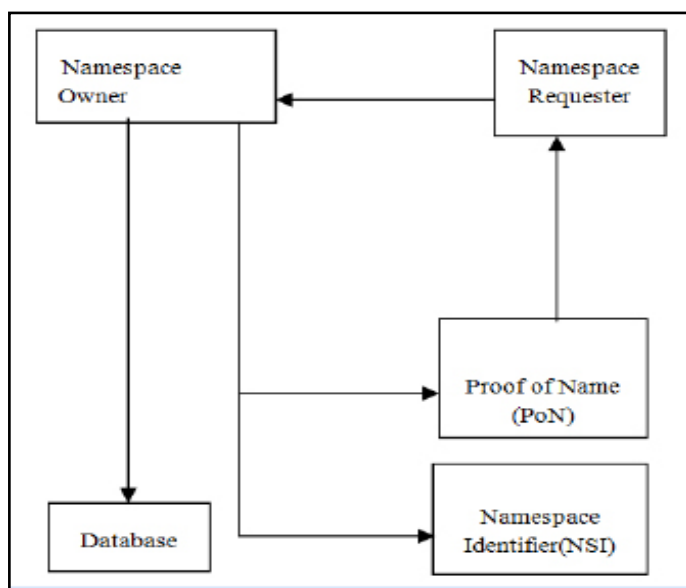 Namespace
Owner
Namespace
Requester
Proof of Name
(PoN)
Database
Namespace
Identifier(NSI)